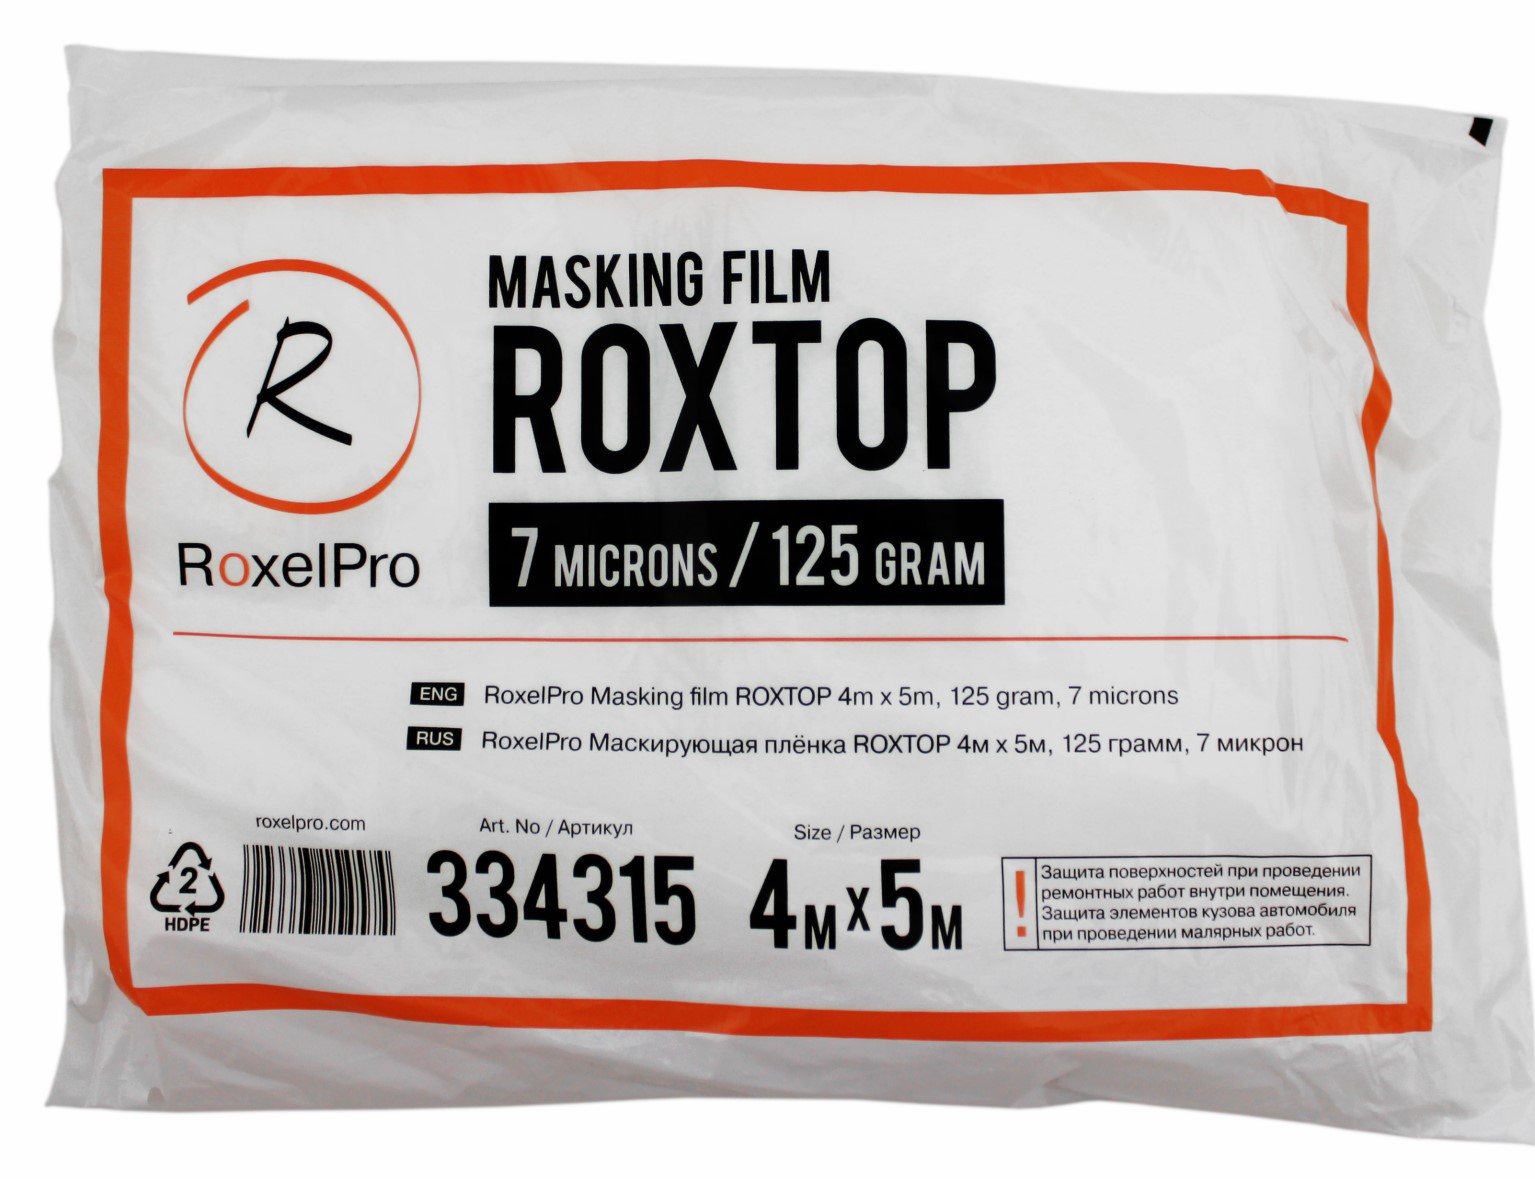 R
RoxelPro
MASKING FILM
ROXTOP
7 MICRONS / 125 GRAM
ENG RoxelPro Masking film ROXTOP 4m x 5m, 125 gram, 7 microns
RUS RoxelPro Маскирующая плёнка ROXTOP 4м x 5м, 125 грамм, 7 микрон
roxelpro.com
2
HDPE
Art. No / Артикул
334315
Size / Размер
4м x 5м
! Защита поверхностей при проведении
ремонтных работ внутри помещения.
Защита элементов кузова автомобиля
при проведении малярных работ.